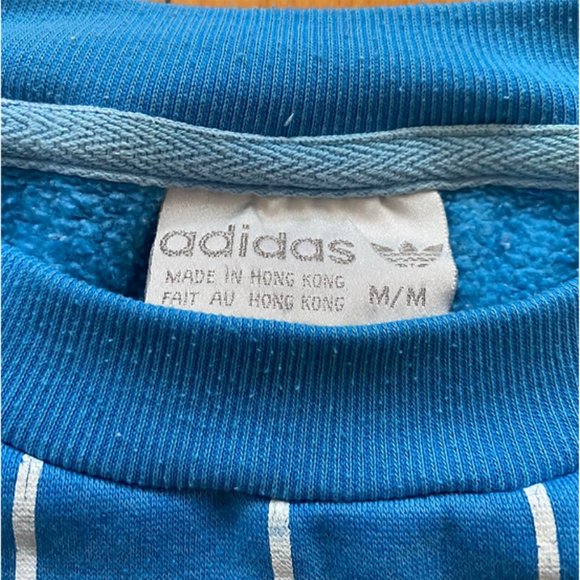 adidas
MADE IN HONG KONG
FAIT AU HONG KONG
M/M